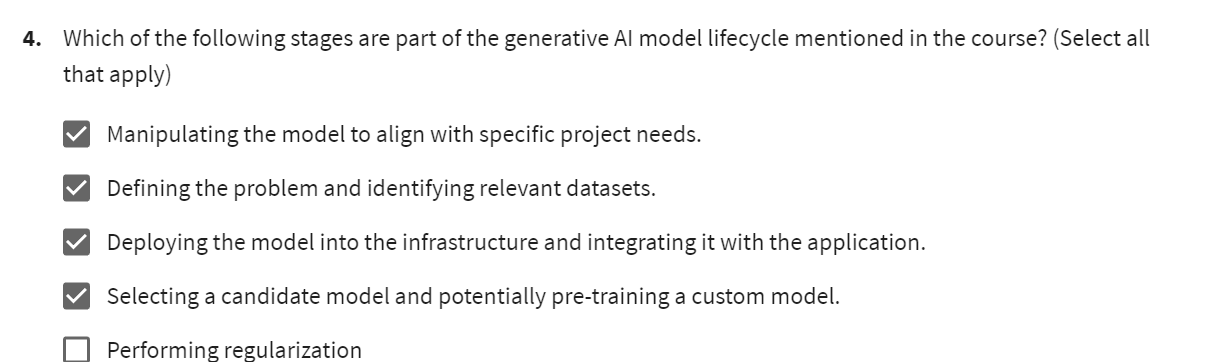 4. Which of the following stages are part of the generative AI model lifecycle mentioned in the course? (Select all
that apply)
Manipulating the model to align with specific project needs.
Defining the problem and identifying relevant datasets.
Deploying the model into the infrastructure and integrating it with the application.
Selecting a candidate model and potentially pre-training a custom model.
Performing regularization